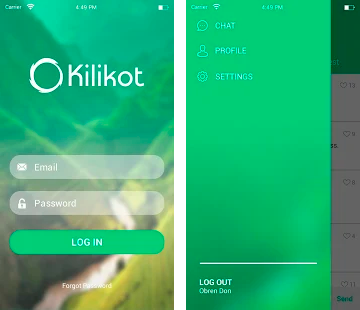 Carrier 4:49 PM
Kilikot
Email
Password
LOG IN
Forgot Password
Carrier 4:49 PM
CHAT
PROFILE
SETTINGS
LOG OUT
Obren Don
Send